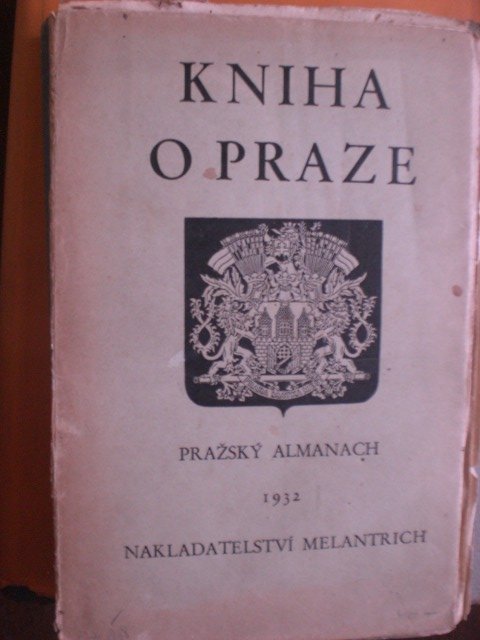 KNIHA
O PRAZE
PRAŽSKÝ ALMANACH
1932
NAKLADATELSTVÍ MELANTRICH